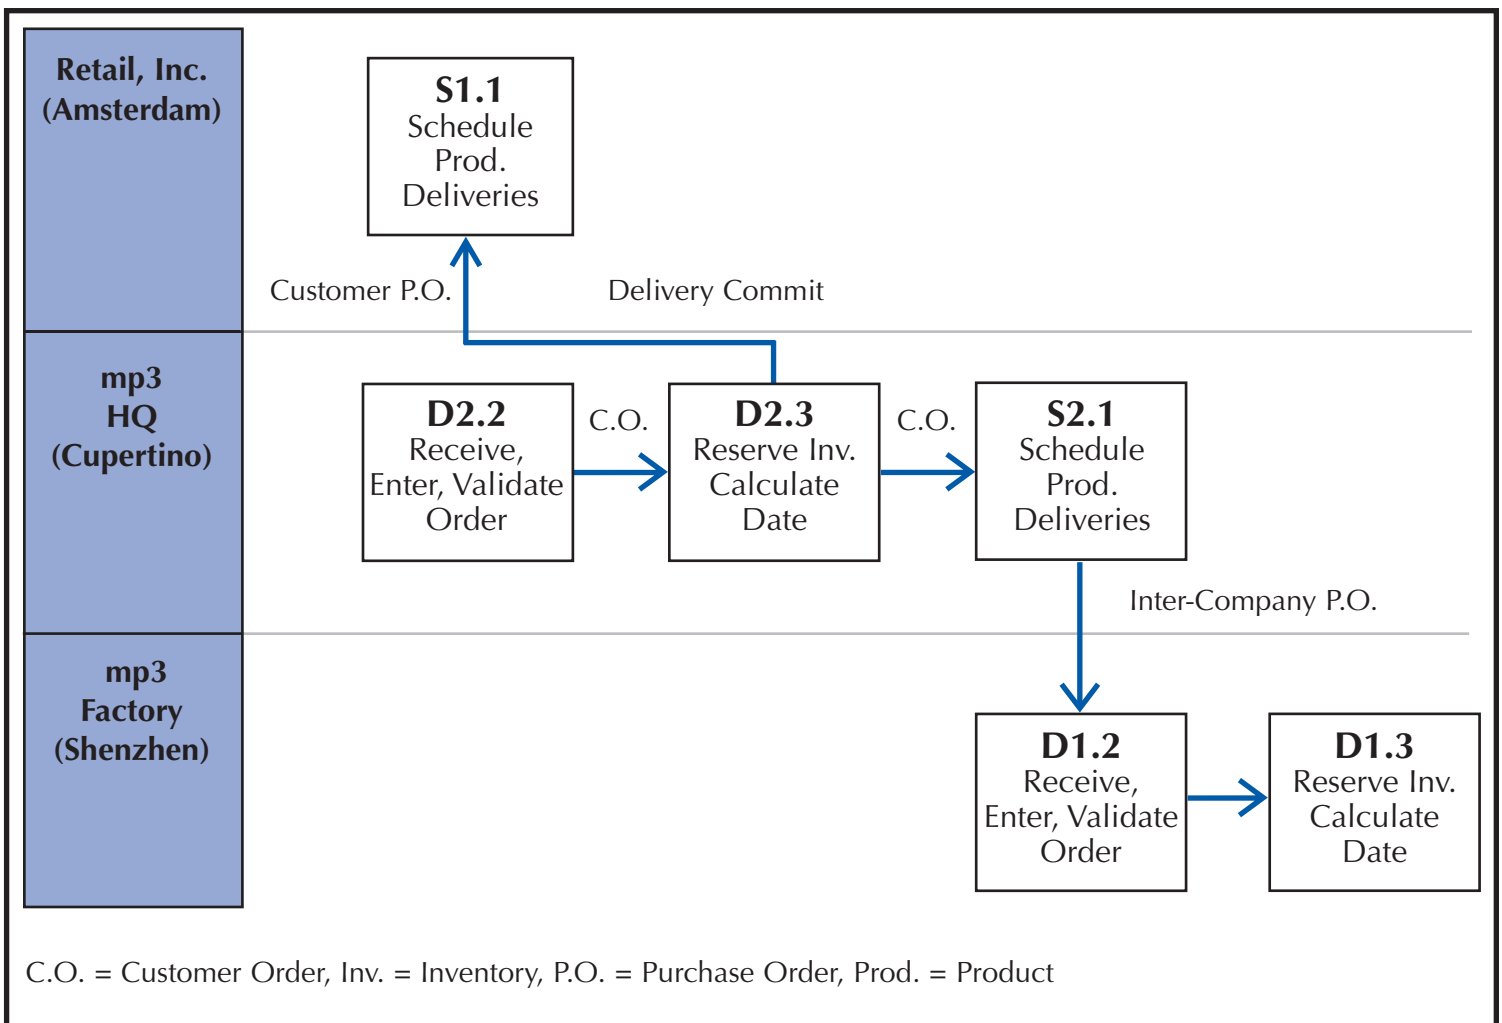 Retail, Inc.
(Amsterdam)
S1.1
Schedule
Prod.
Deliveries
Customer P.O.
Delivery Commit
mp3
HQ
(Cupertino)
D2.2
Receive,
Enter, Validate
Order
C.O.
D2.3
Reserve Inv.
Calculate
Date
C.O.
S2.1
Schedule
Prod.
Deliveries
Inter-Company P.O.
mp3
Factory
(Shenzhen)
D1.2
Receive,
Enter, Validate
Order
D1.3
Reserve Inv.
Calculate
Date
C.O. = Customer Order, Inv. = Inventory, P.O. = Purchase Order, Prod. = Product